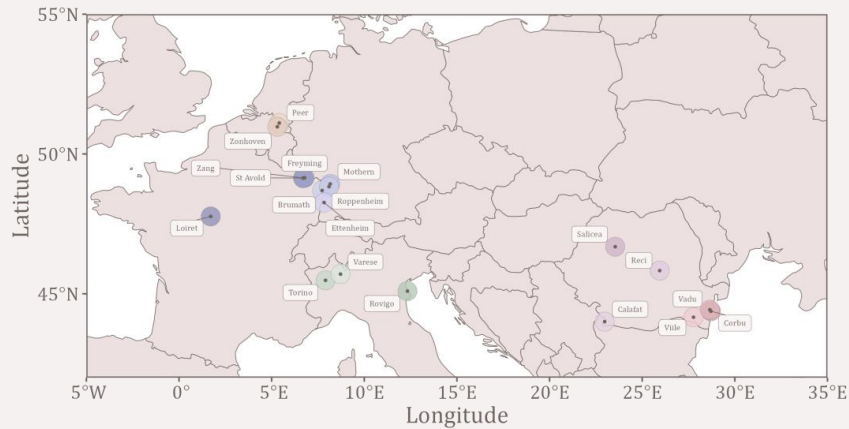 55°N
Peer
Zonhoven
50°N
Freyming
Zang
Mothern
St Avold
Brumath
Roppenheim
Loiret
Ettenheim
Salicea
Reci
Varese
45°N
Torino
Rovigo
Calafat
Vadu
Viile
Corbu
5°W
0°
5°E
10°E
15°E
20°E
25°E
30°E
35°E
Longitude
Latitude